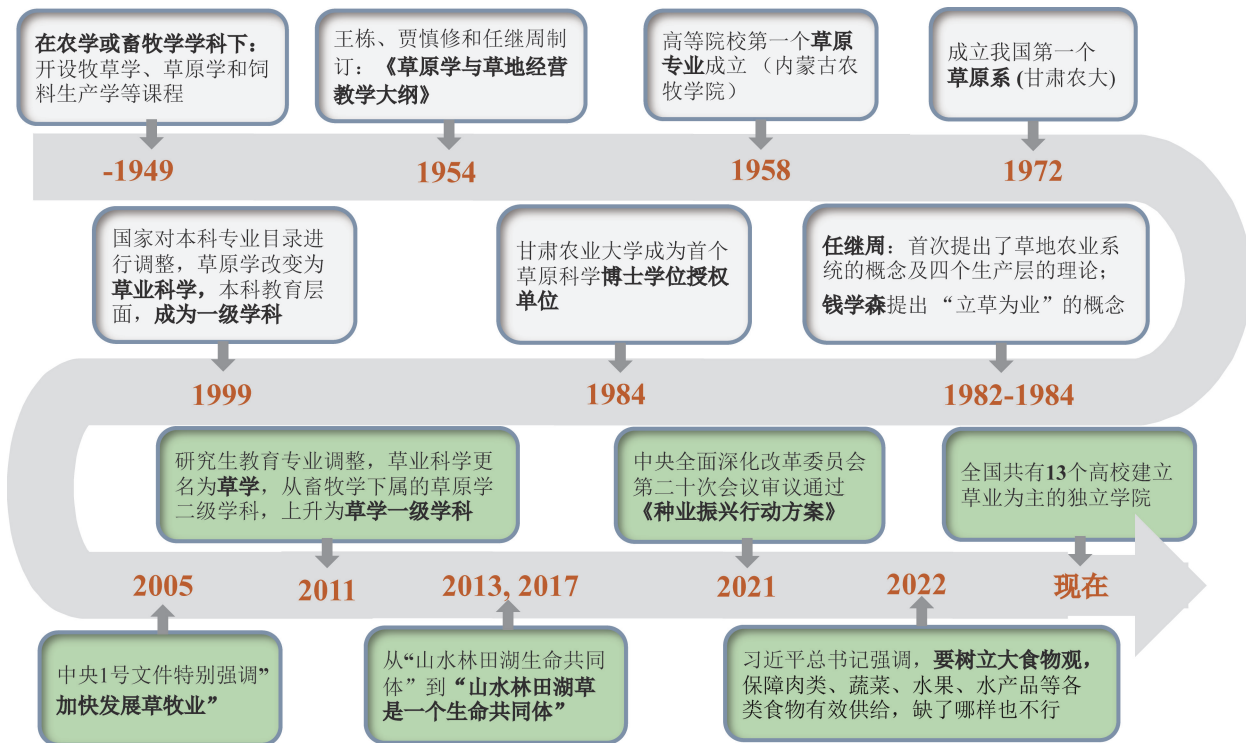 在农学或畜牧学学科下：
开设牧草学、草原学和饲
料生产学等课程
王栋、贾慎修和任继周制
订：《草原学与草地经营
教学大纲》
高等院校第一个草原
专业成立 （内蒙古农
牧学院）
成立我国第一个
草原系 (甘肃农大)
-1949
1954
1958
1972
国家对本科专业目录进
行调整，草原学改变为
草业科学，本科教育层
面，成为一级学科
甘肃农业大学成为首个
草原科学博士学位授权
单位
任继周：首次提出了草地农业系
统的概念及四个生产层的理论；
钱学森提出 “立草为业”的概念
1999
1984
1982-1984
研究生教育专业调整，草业科学更
名为草学，从畜牧学下属的草原学
二级学科，上升为草学一级学科
中央全面深化改革委员会
第二十次会议审议通过
《种业振兴行动方案》
全国共有13个高校建立
草业为主的独立学院
2005
2011
2013, 2017
2021
2022
现在
中央1号文件特别强调”
加快发展草牧业”
从“山水林田湖生命共同
体”到“山水林田湖草
是一个生命共同体”
习近平总书记强调，要树立大食物观，
保障肉类、蔬菜、水果、水产品等各
类食物有效供给，缺了哪样也不行